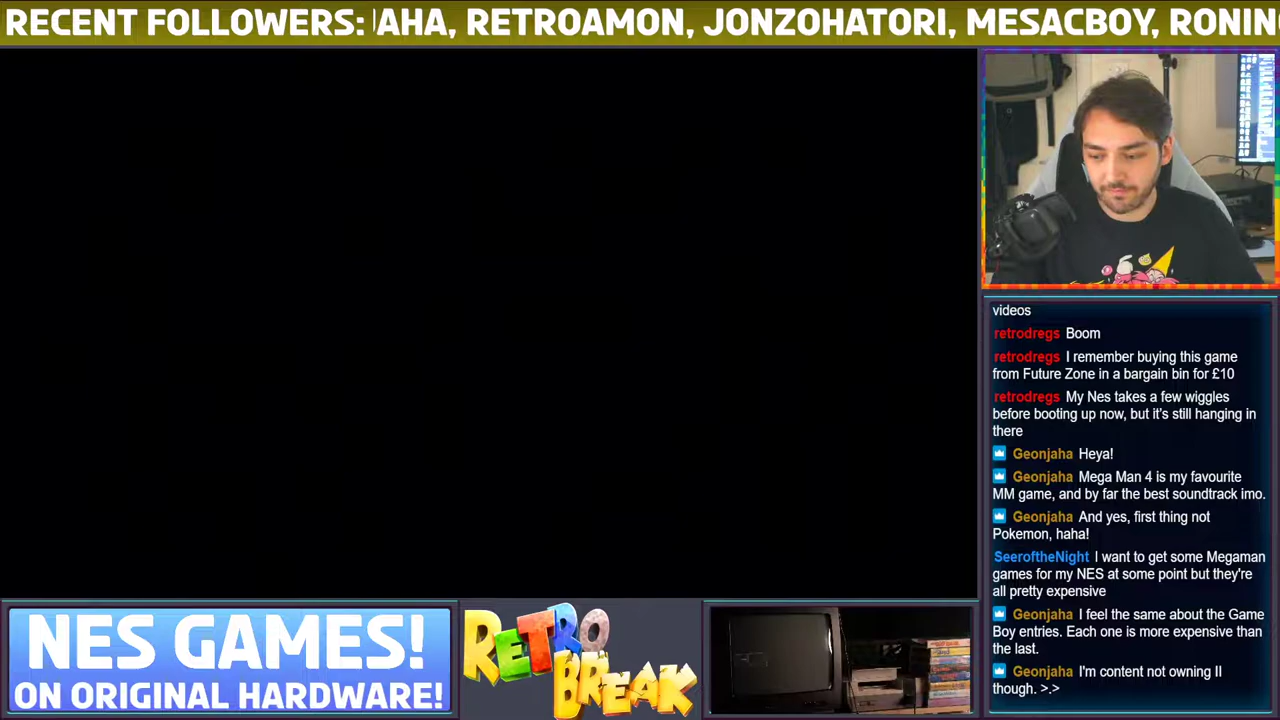 RECENT FOLLOWERS: AHA, RETROAMON, JONZOHATORI, MESACBOY, RONIN
videos
retrodregs Boom
retrodregs I remember buying this game
from Future Zone in a bargain bin for £10
retrodregs My Nes takes a few wiggles
before booting up now, but it's still hanging in
there
Geonjaha Heya!
Geonjaha Mega Man 4 is my favourite
MM game, and by far the best soundtrack imo.
Geonjaha And yes, first thing not
Pokemon, haha!
SeeroftheNight I want to get some Megaman
games for my NES at some point but they're
all pretty expensive
Geonjaha I feel the same about the Game
Boy entries. Each one is more expensive than
the last.
Geonjaha I'm content not owning II
though. >.>
NES GAMES!
ON ORIGINAL HARDWARE!
RETRO
BREAK